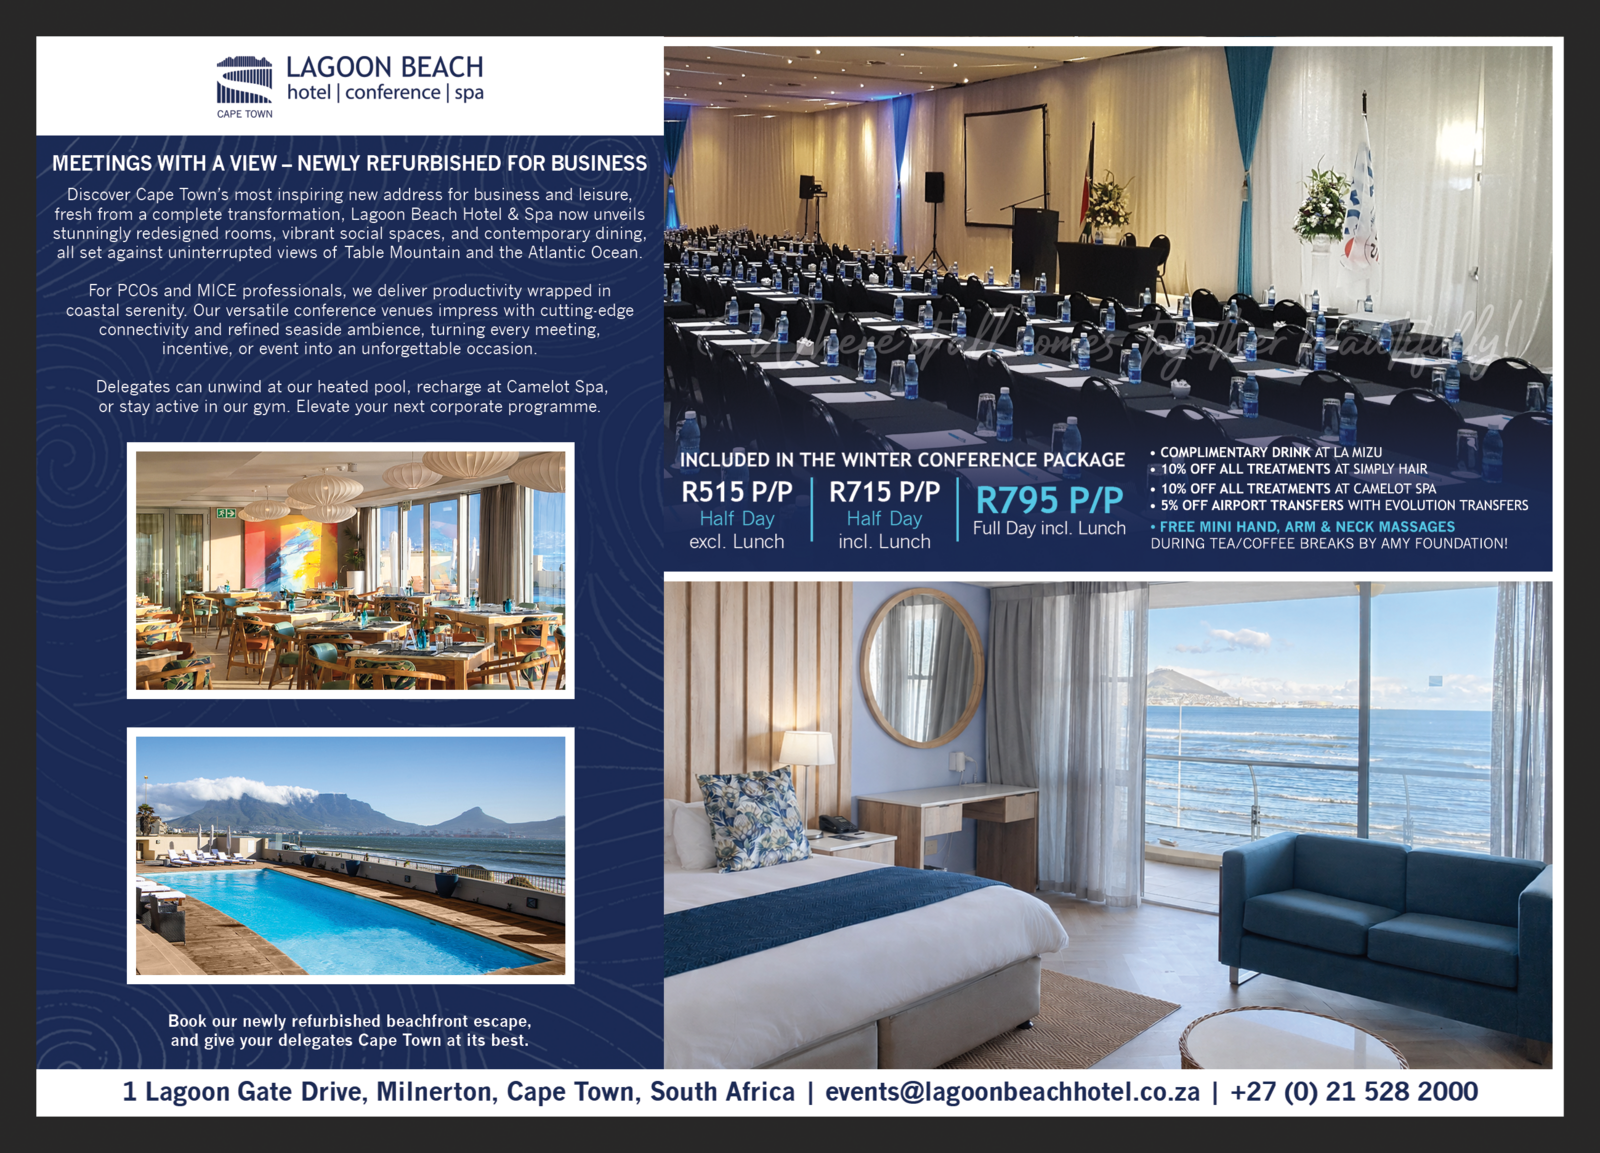 LAGOON BEACH
hotel | conference | spa
CAPE TOWN
MEETINGS WITH A VIEW – NEWLY REFURBISHED FOR BUSINESS
Discover Cape Town's most inspiring new address for business and leisure,
fresh from a complete transformation, Lagoon Beach Hotel & Spa now unveils
stunningly redesigned rooms, vibrant social spaces, and contemporary dining,
all set against uninterrupted views of Table Mountain and the Atlantic Ocean.
For PCOs and MICE professionals, we deliver productivity wrapped in
coastal serenity. Our versatile conference venues impress with cutting-edge
connectivity and refined seaside ambience, turning every meeting,
incentive, or event into an unforgettable occasion.
Delegates can unwind at our heated pool, recharge at Camelot Spa,
or stay active in our gym. Elevate your next corporate programme.
Book our newly refurbished beachfront escape,
and give your delegates Cape Town at its best.
Where it all comes together beautifully!
INCLUDED IN THE WINTER CONFERENCE PACKAGE
R515 P/P
Half Day
excl. Lunch
R715 P/P
Half Day
incl. Lunch
R795 P/P
Full Day incl. Lunch
• COMPLIMENTARY DRINK AT LA MIZU
• 10% OFF ALL TREATMENTS AT SIMPLY HAIR
• 10% OFF ALL TREATMENTS AT CAMELOT SPA
• 5% OFF AIRPORT TRANSFERS WITH EVOLUTION TRANSFERS
• FREE MINI HAND, ARM & NECK MASSAGES
DURING TEA/COFFEE BREAKS BY AMY FOUNDATION!
1 Lagoon Gate Drive, Milnerton, Cape Town, South Africa | events@lagoonbeachhotel.co.za | +27 (0) 21 528 2000